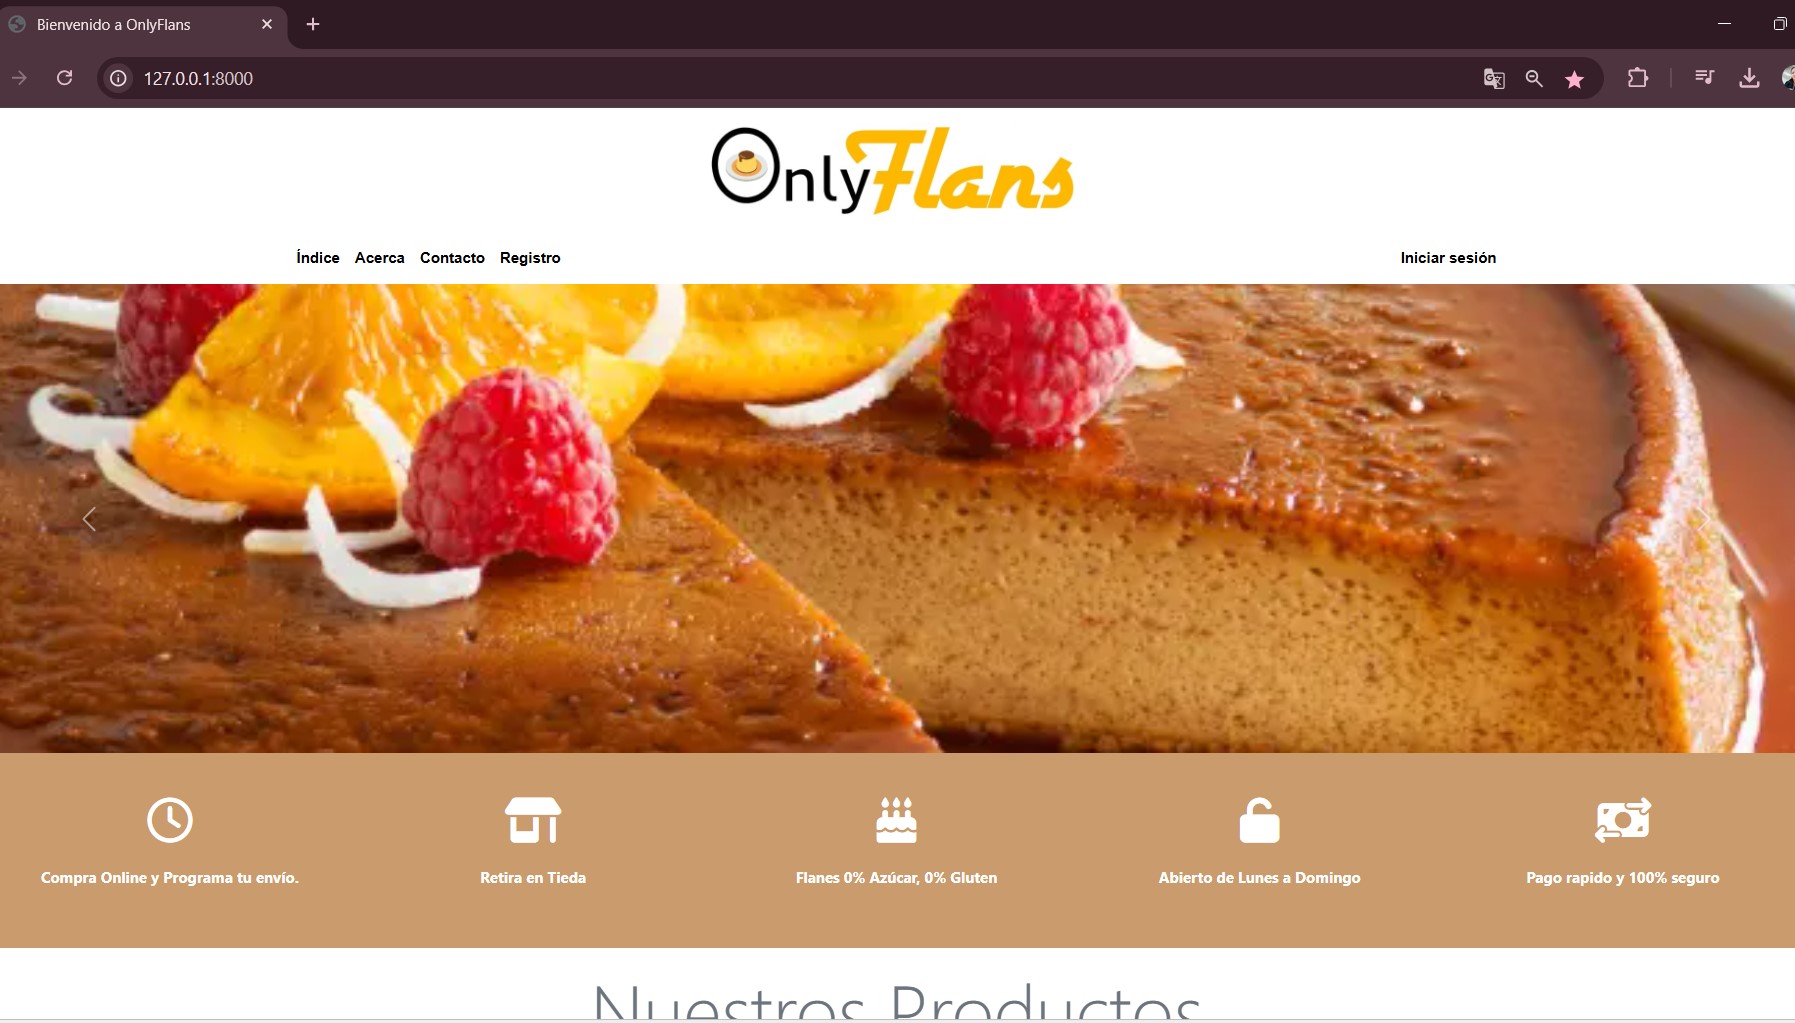 Bienvenido a OnlyFlans
127.0.0.1:8000
OnlyFlans
Índice Acerca Contacto Registro Iniciar sesión
Compra Online y Programa tu envío. Retira en Tieda Flanes 0% Azúcar, 0% Gluten Abierto de Lunes a Domingo Pago rapido y 100% seguro
Nuestros Productos